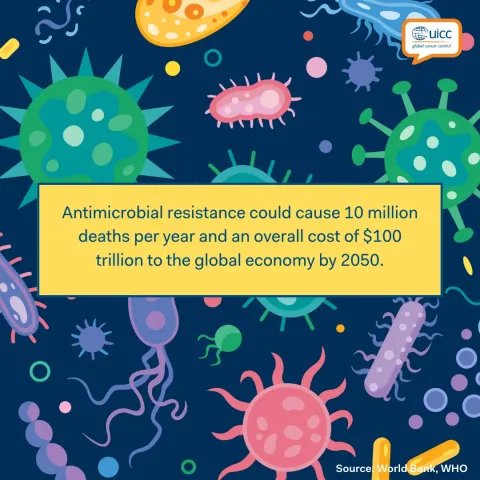 uicc
global cancer control
Antimicrobial resistance could cause 10 million
deaths per year and an overall cost of $100
trillion to the global economy by 2050.
Source: World Bank, WHO